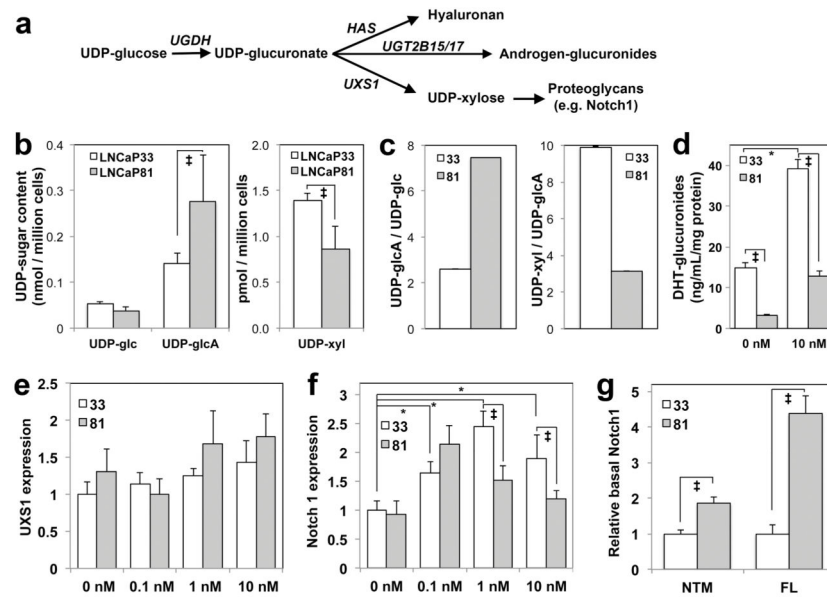 a
UDP-glucose
UGDH
UDP-glucuronate
HAS
Hyaluronan
UGT2B15/17
Androgen-glucuronides
UXS1
UDP-xylose
Proteoglycans
(e.g. Notch1)
b
UDP-sugar content
(nmol / million cells)
0.4
0.3
0.2
0.1
0
LNCaP33
LNCaP81
‡
UDP-glc
UDP-glcA
pmol / million cells
2.0
1.5
1.0
0.5
0.0
LNCaP33
LNCaP81
‡
UDP-xyl
c
UDP-glcA / UDP-glc
8
6
4
2
0
33
81
UDP-xyl / UDP-glcA
10
8
6
4
2
0
33
81
d
DHT-glucuronides
(ng/mL/mg protein)
40
30
20
10
0
33
81
*
‡
‡
0 nM
10 nM
e
UXS1 expression
2.5
2
1.5
1
0.5
0
33
81
0 nM
0.1 nM
1 nM
10 nM
f
Notch 1 expression
3
2.5
2
1.5
1
0.5
0
33
81
*
*
*
‡
‡
0 nM
0.1 nM
1 nM
10 nM
g
Relative basal Notch1
5
4
3
2
1
0
33
81
‡
‡
NTM
FL